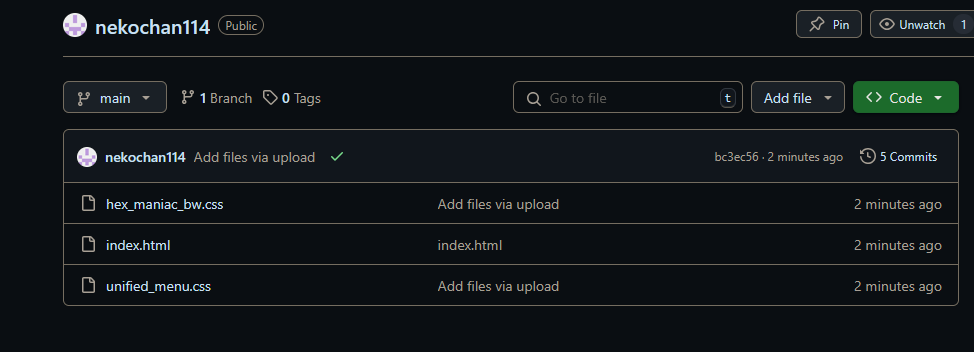 nekochan114 Public Pin Unwatch 1
main 1 Branch 0 Tags Go to file t Add file Code
nekochan114 Add files via upload bc3ec56 · 2 minutes ago 5 Commits
hex_maniac_bw.css Add files via upload 2 minutes ago
index.html index.html 2 minutes ago
unified_menu.css Add files via upload 2 minutes ago